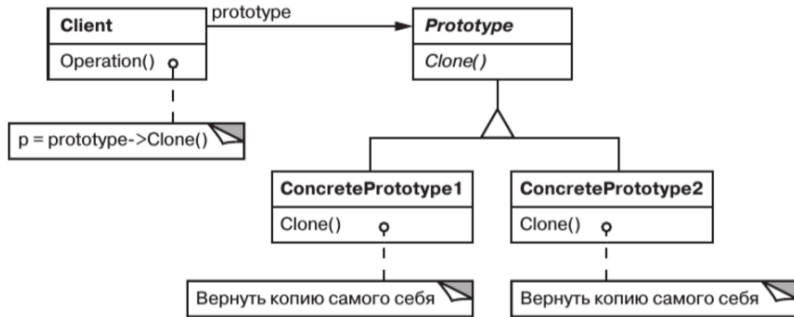 prototype
Client
Prototype
Operation()
Clone()
p = prototype->Clone()
ConcretePrototype1
ConcretePrototype2
Clone()
Clone()
Вернуть копию самого себя
Вернуть копию самого себя